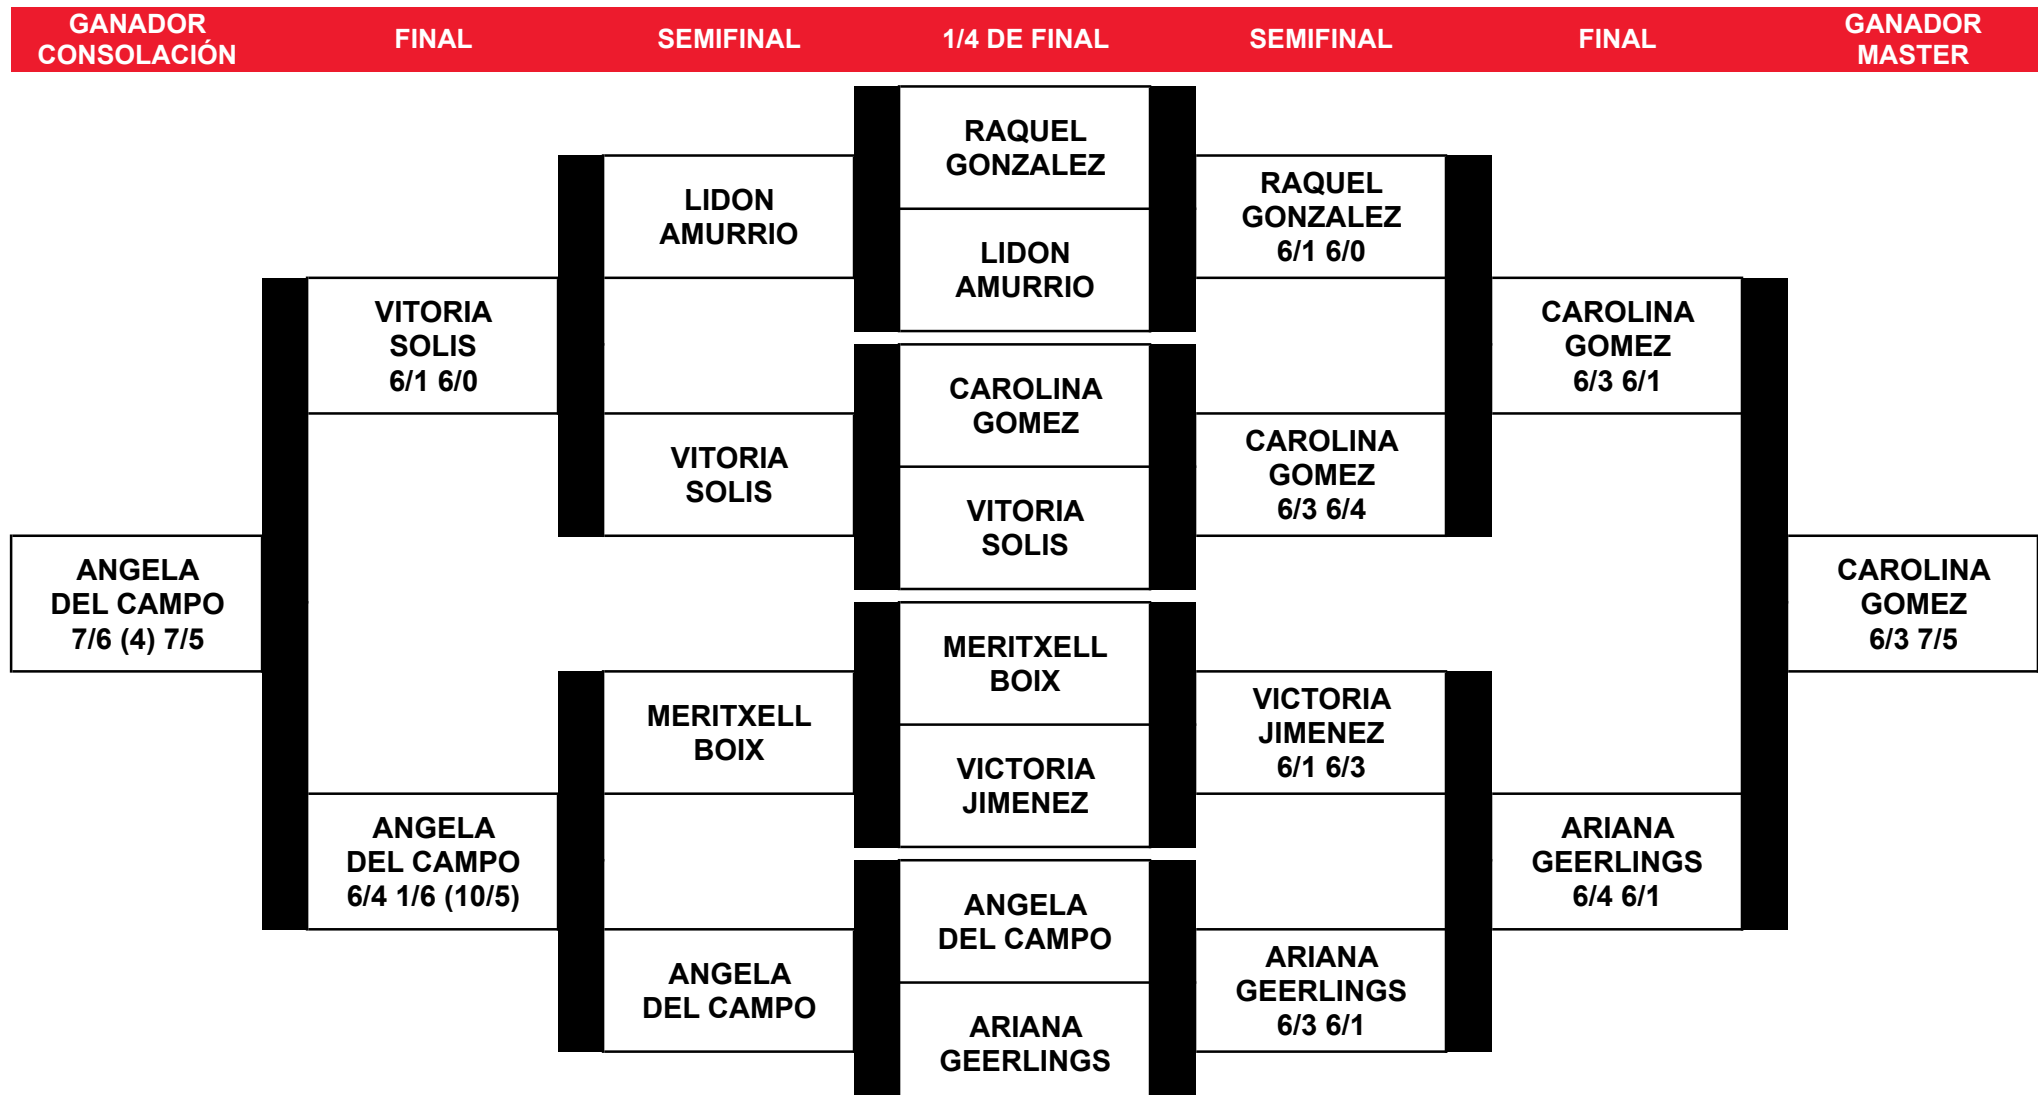 GANADOR
CONSOLACIÓN
FINAL
SEMIFINAL
1/4 DE FINAL
SEMIFINAL
FINAL
GANADOR
MASTER
RAQUEL
GONZALEZ
LIDON
AMURRIO
RAQUEL
GONZALEZ
6/1 6/0
LIDON
AMURRIO
VITORIA
SOLIS
6/1 6/0
CAROLINA
GOMEZ
6/3 6/1
CAROLINA
GOMEZ
VITORIA
SOLIS
CAROLINA
GOMEZ
6/3 6/4
VITORIA
SOLIS
ANGELA
DEL CAMPO
7/6 (4) 7/5
CAROLINA
GOMEZ
6/3 7/5
MERITXELL
BOIX
MERITXELL
BOIX
VICTORIA
JIMENEZ
6/1 6/3
VICTORIA
JIMENEZ
ANGELA
DEL CAMPO
6/4 1/6 (10/5)
ARIANA
GEERLINGS
6/4 6/1
ANGELA
DEL CAMPO
ANGELA
DEL CAMPO
ARIANA
GEERLINGS
6/3 6/1
ARIANA
GEERLINGS